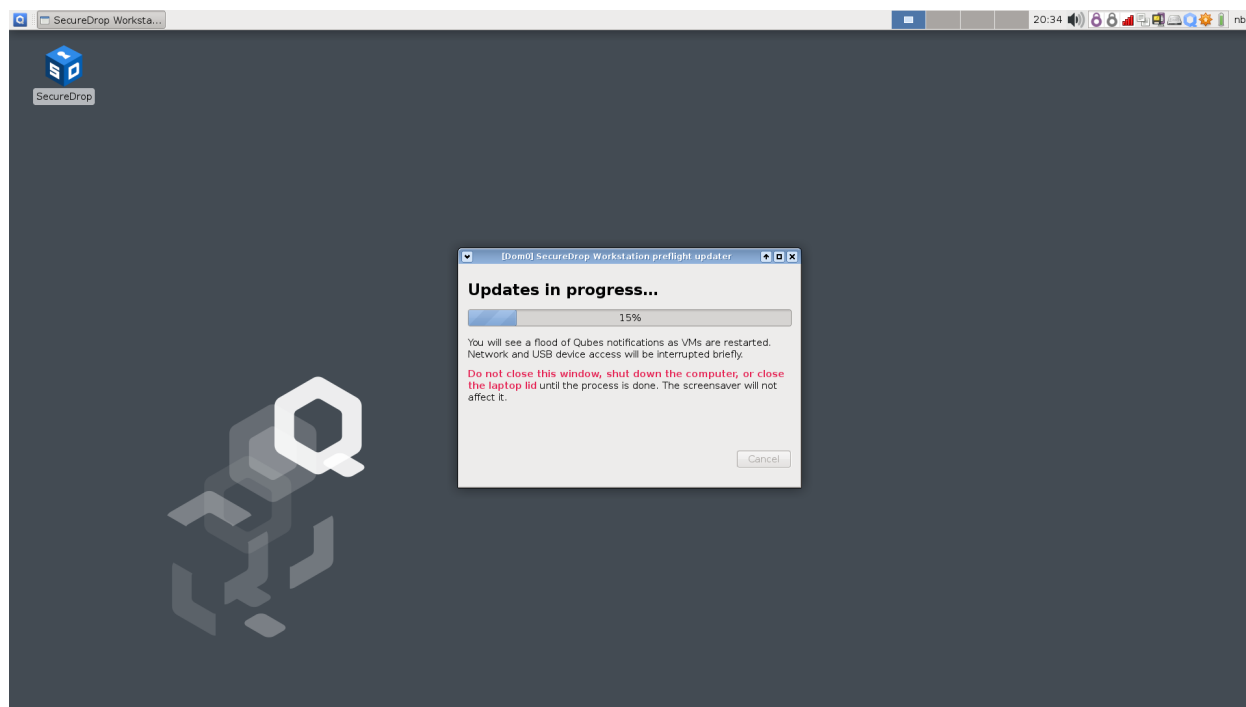 SecureDrop Worksta...
20:34
nb
SecureDrop
[Dom0] SecureDrop Workstation preflight updater
Updates in progress...
15%
You will see a flood of Qubes notifications as VMs are restarted.
Network and USB device access will be interrupted briefly.
Do not close this window, shut down the computer, or close
the laptop lid until the process is done. The screensaver will not
affect it.
Cancel